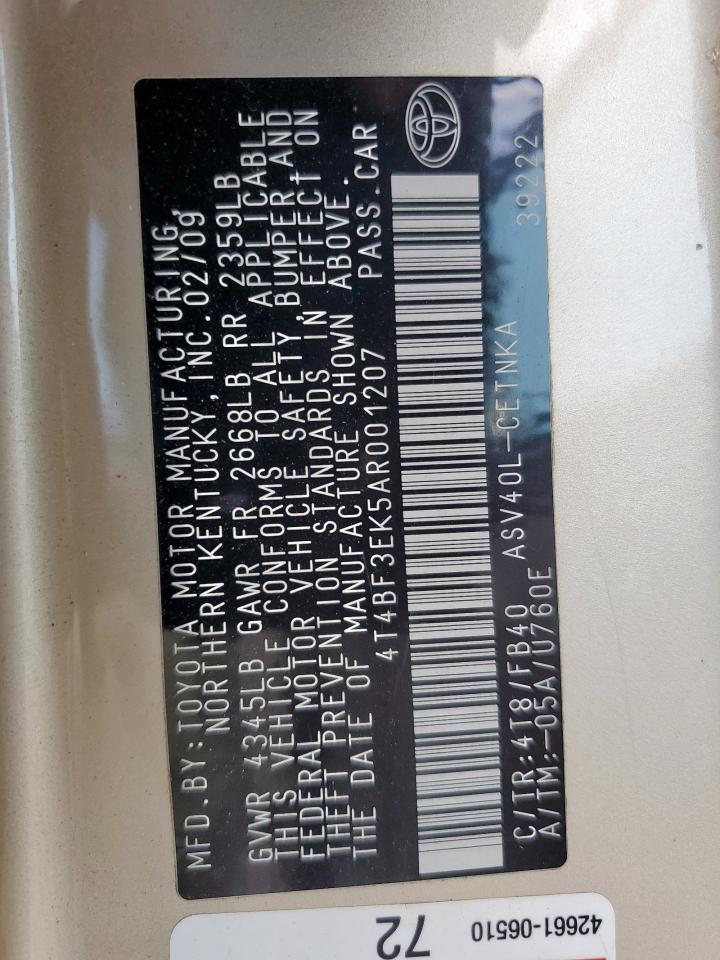 MFD.BY:TOYOTA MOTOR MANUFACTURING,
NORTHERN KENTUCKY,INC.02/09
GVWR 4345LB GAWR FR 2668LB RR 2359LB
THIS VEHICLE CONFORMS TO ALL APPLICABLE
FEDERAL MOTOR VEHICLE SAFETY,BUMPER,AND
THEFT PREVENTION STANDARDS IN EFFECT ON
THE DATE OF MANUFACTURE SHOWN ABOVE.
4T4BF3EK5AR001207 PASS.CAR
C/TR:4T8/FB40 ASV40L-CETNKA 39222
A/TM:-05A/U760E
72
42661-06510